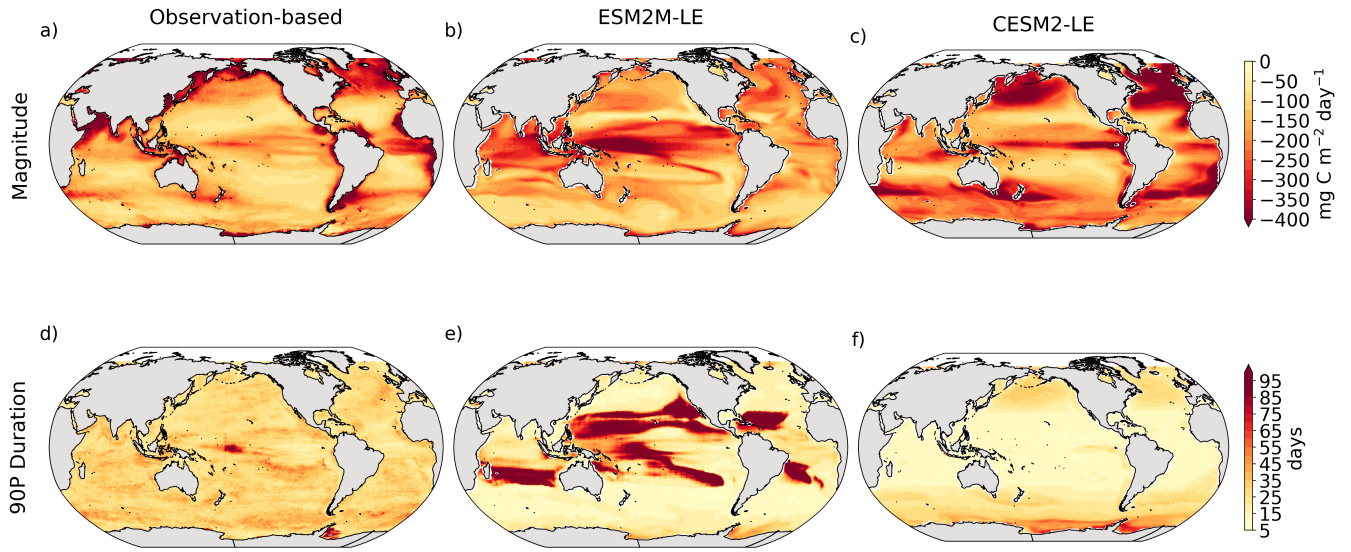 Observation-based
ESM2M-LE
CESM2-LE
a)
b)
c)
Magnitude
0
−50
−100
−150
−200
−250
−300
−350
−400
mg C m⁻² day⁻¹
d)
e)
f)
90P Duration
95
85
75
65
55
45
35
25
15
5
days